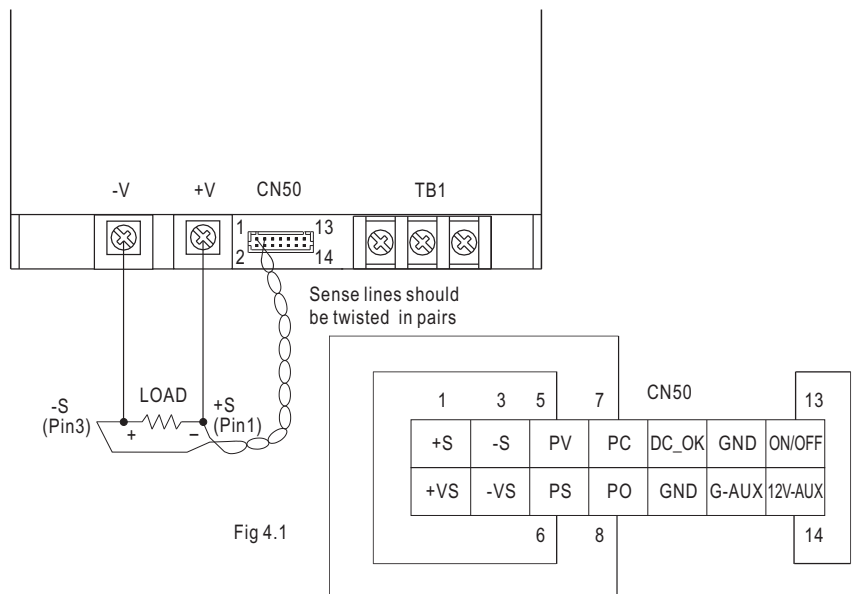 -V +V CN50 TB1
1 13
2 14
Sense lines should
be twisted in pairs
-S LOAD +S
(Pin3) + – (Pin1)
CN50
1 3 5 7 13
+S -S PV PC DC_OK GND ON/OFF
+VS -VS PS PO GND G-AUX 12V-AUX
6 8 14
Fig 4.1